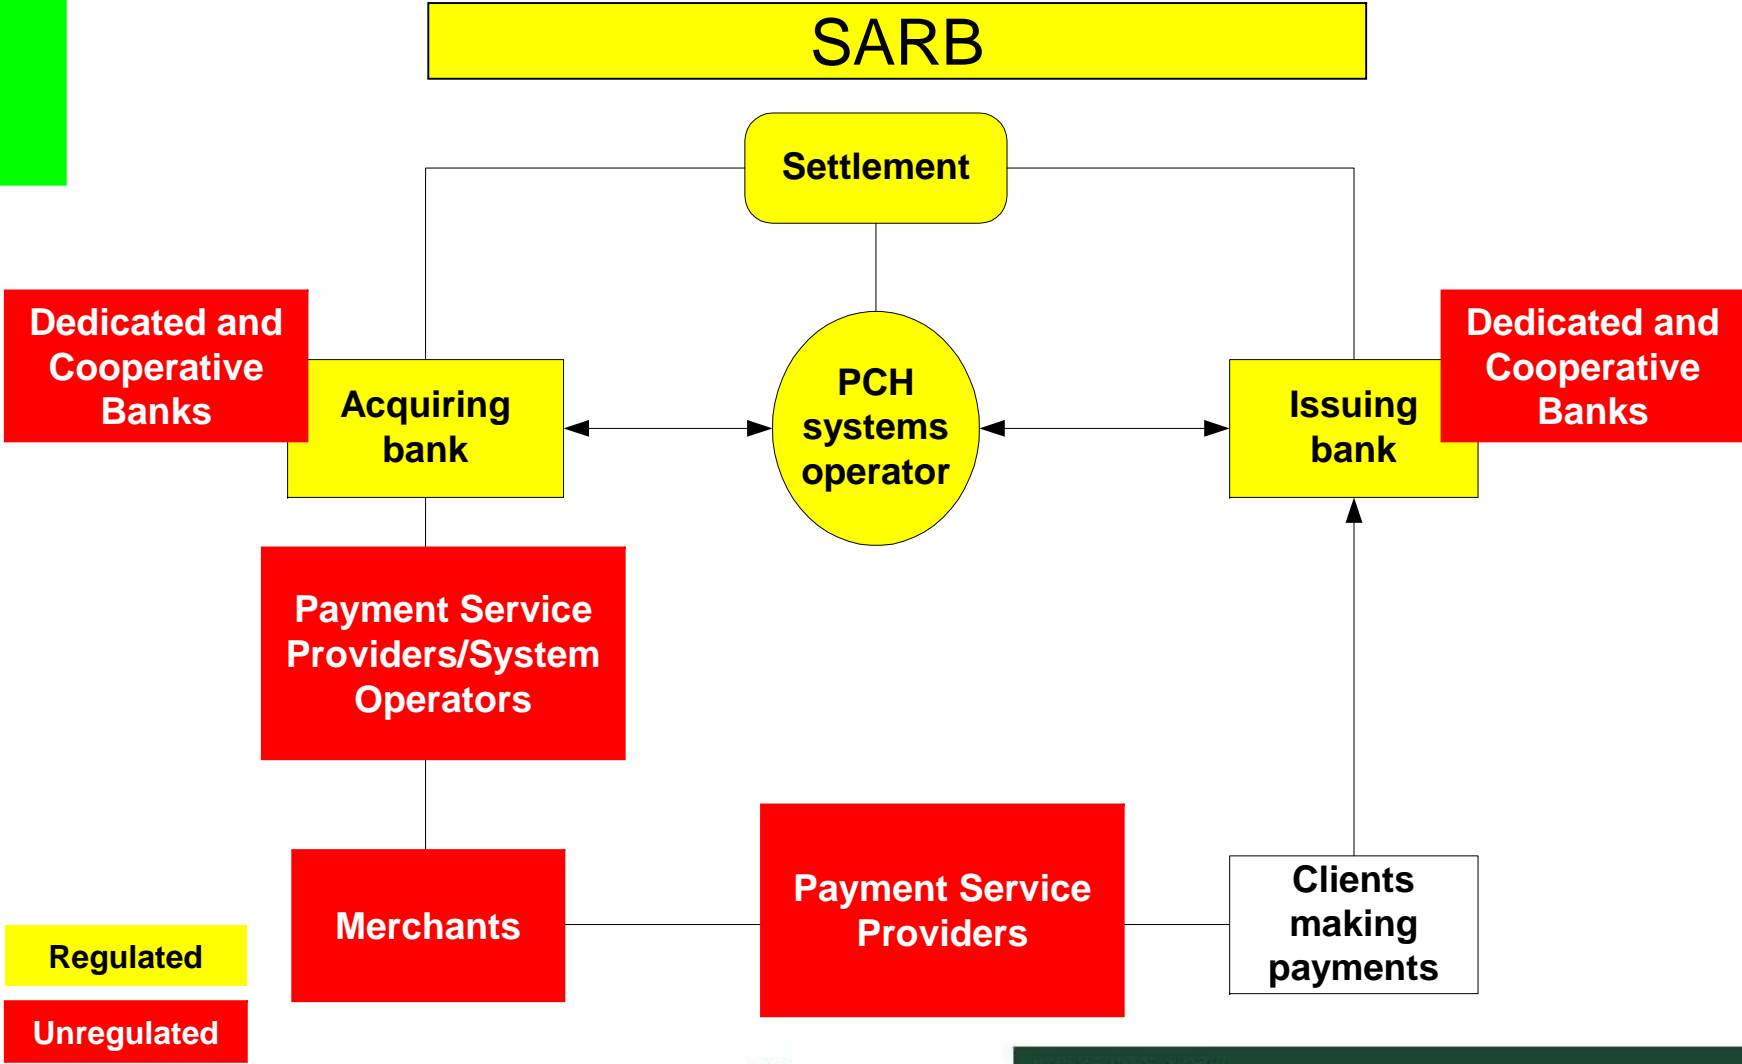 SARB
Settlement
Dedicated and
Cooperative
Banks
Acquiring
bank
PCH
systems
operator
Issuing
bank
Dedicated and
Cooperative
Banks
Payment Service
Providers/System
Operators
Merchants
Payment Service
Providers
Clients
making
payments
Regulated
Unregulated